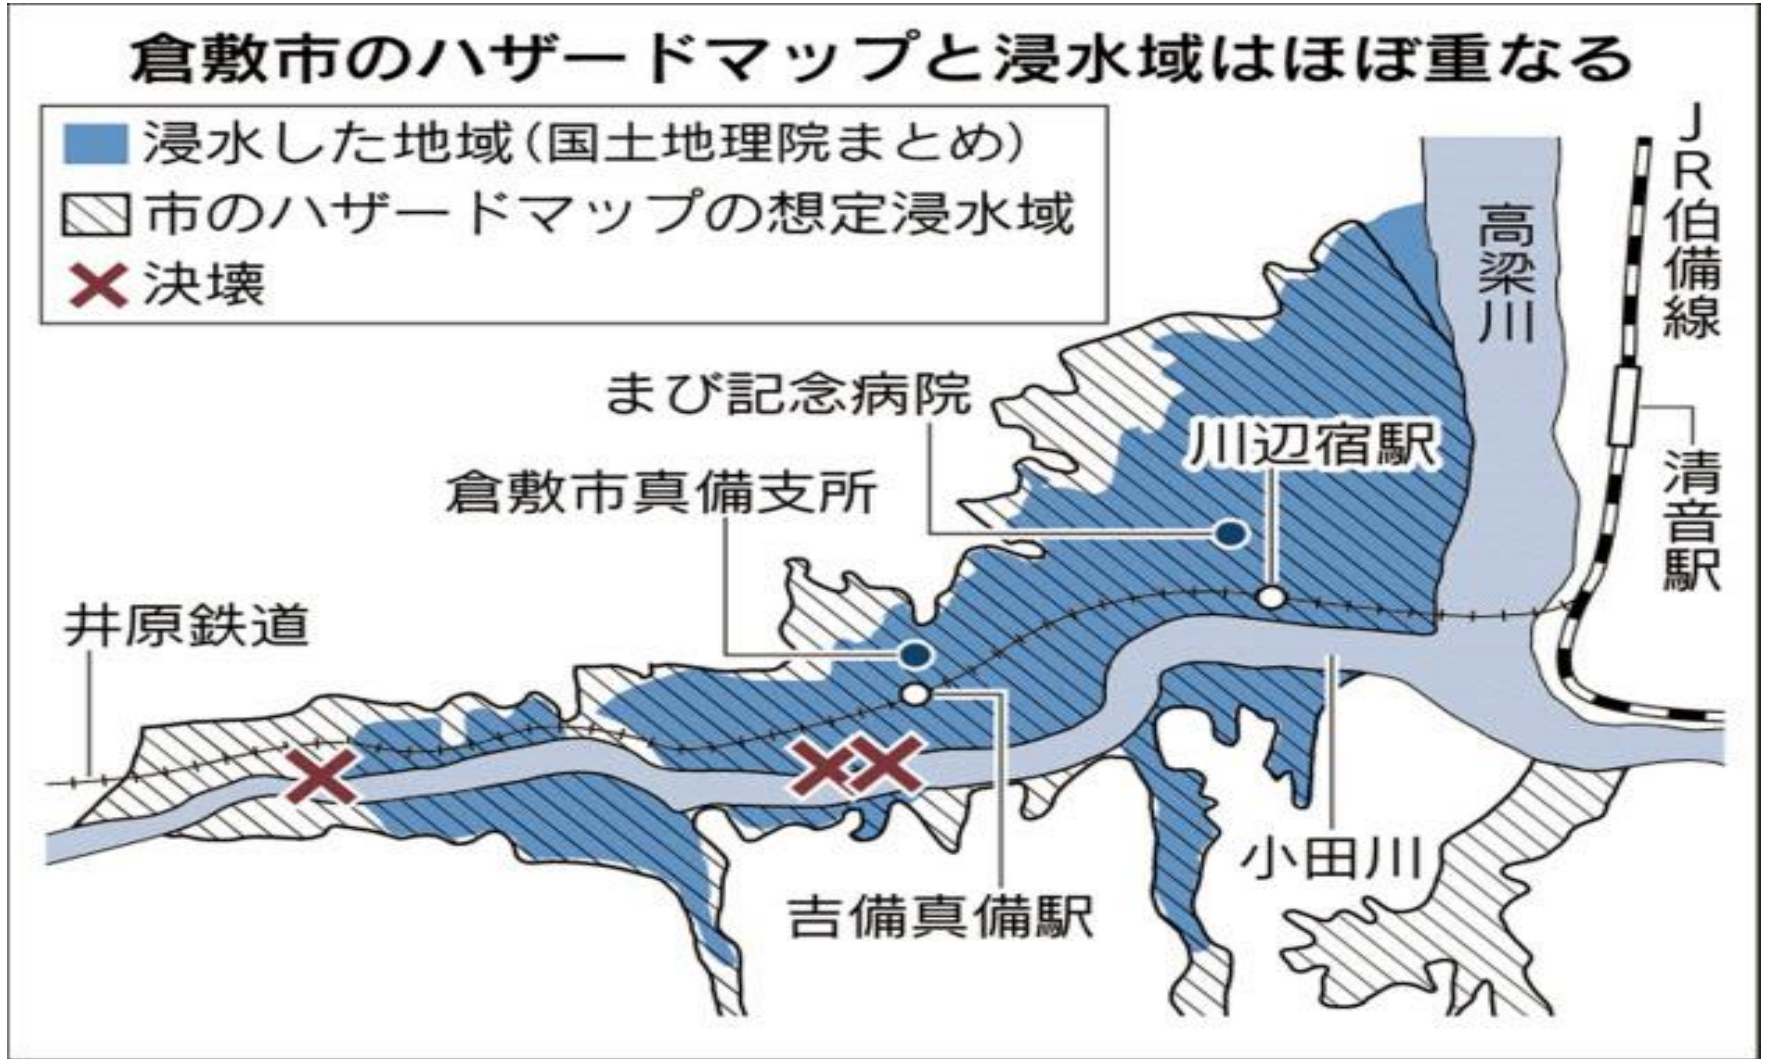 倉敷市のハザードマップと浸水域はほぼ重なる
浸水した地域(国土地理院まとめ)
市のハザードマップの想定浸水域
決壊
JR伯備線
高梁川
まび記念病院
川辺宿駅
倉敷市真備支所
清音駅
井原鉄道
小田川
吉備真備駅